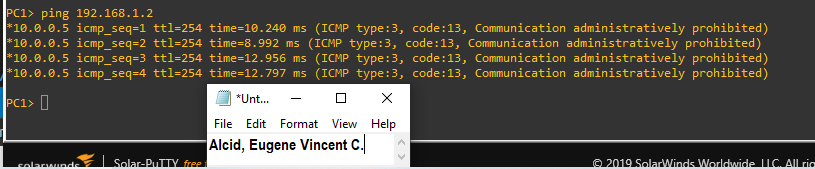 PC1> ping 192.168.1.2
*10.0.0.5 icmp_seq=1 ttl=254 time=10.240 ms (ICMP type:3, code:13, Communication administratively prohibited)
*10.0.0.5 icmp_seq=2 ttl=254 time=8.992 ms (ICMP type:3, code:13, Communication administratively prohibited)
*10.0.0.5 icmp_seq=3 ttl=254 time=12.956 ms (ICMP type:3, code:13, Communication administratively prohibited)
*10.0.0.5 icmp_seq=4 ttl=254 time=12.797 ms (ICMP type:3, code:13, Communication administratively prohibited)
PC1>
*Unt...
File Edit Format View Help
Alcid, Eugene Vincent C.
solarwinds Solar-PuTTY free © 2019 SolarWinds Worldwide, LLC. All rig